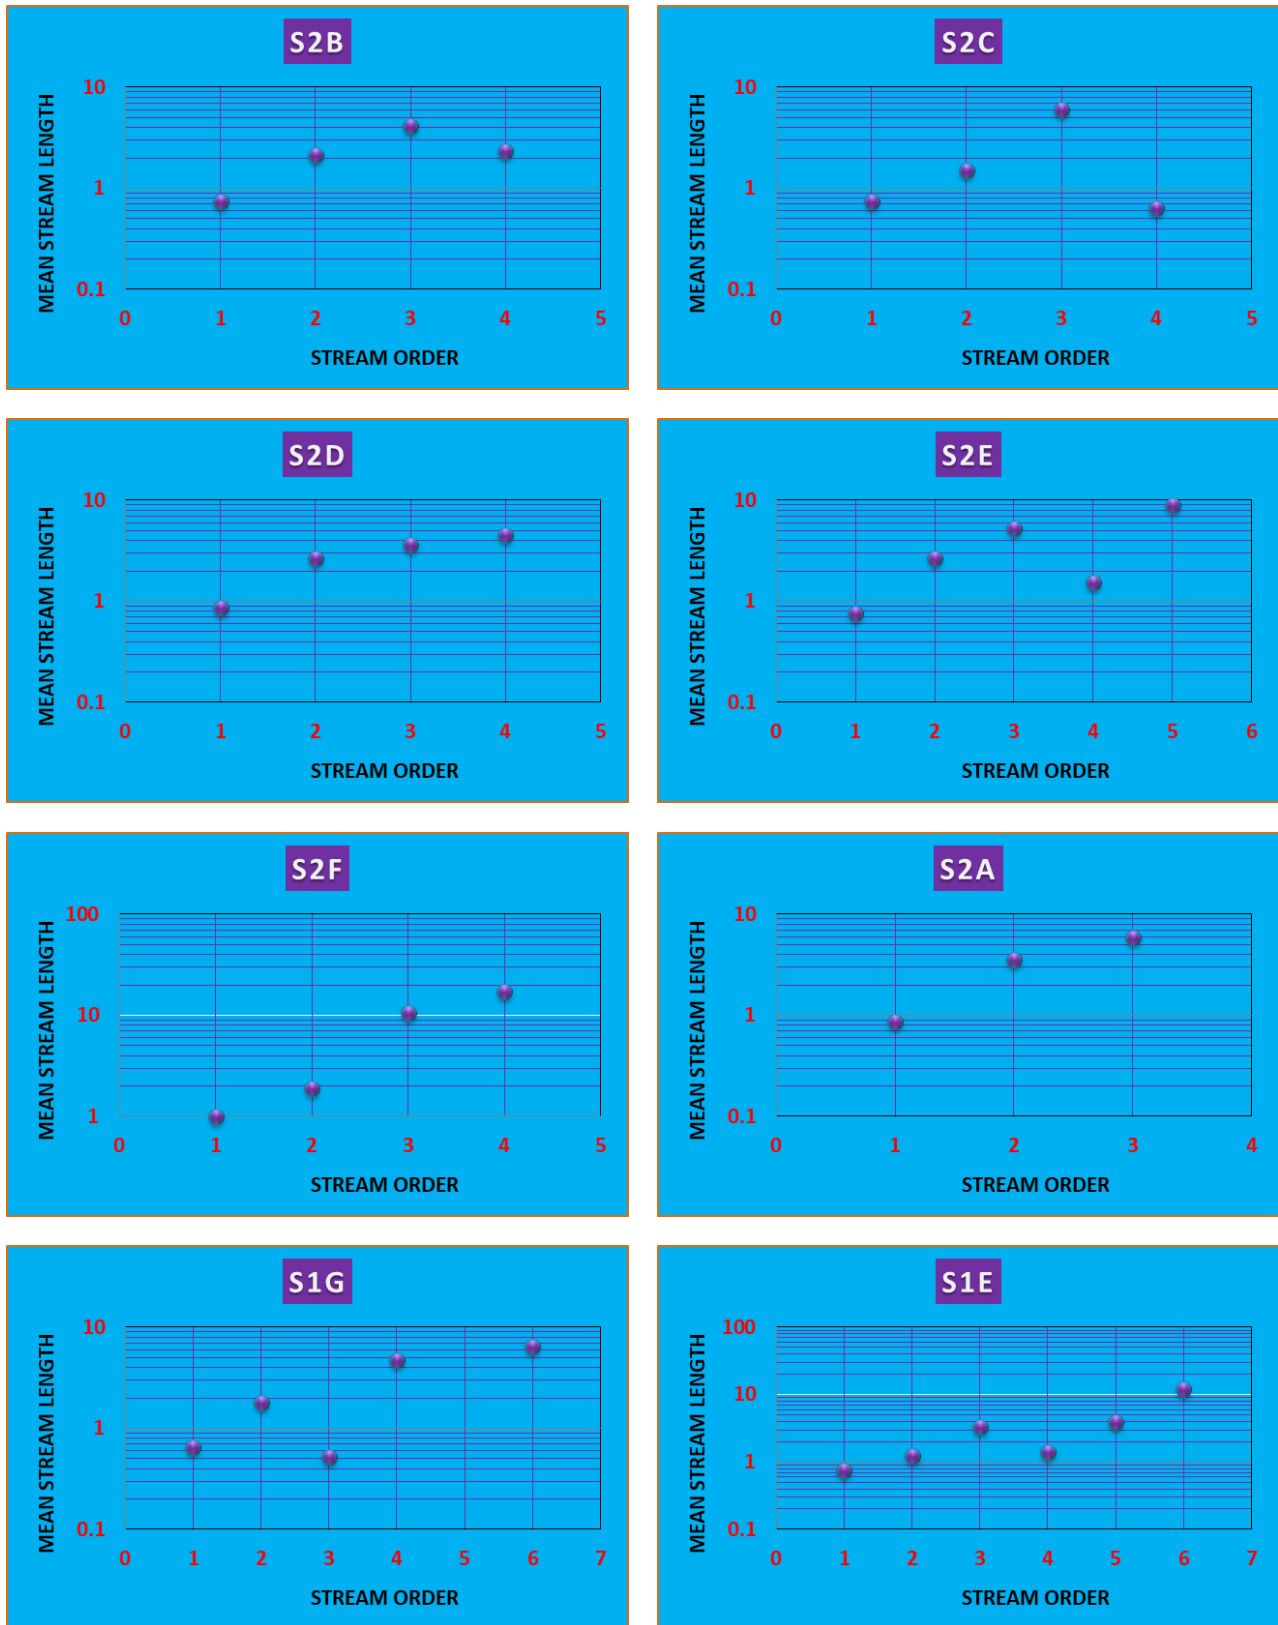 S2B
MEAN STREAM LENGTH
10
1
0.1
0 1 2 3 4 5
STREAM ORDER
S2C
MEAN STREAM LENGTH
10
1
0.1
0 1 2 3 4 5
STREAM ORDER
S2D
MEAN STREAM LENGTH
10
1
0.1
0 1 2 3 4 5
STREAM ORDER
S2E
MEAN STREAM LENGTH
10
1
0.1
0 1 2 3 4 5 6
STREAM ORDER
S2F
MEAN STREAM LENGTH
100
10
1
0 1 2 3 4 5
STREAM ORDER
S2A
MEAN STREAM LENGTH
10
1
0.1
0 1 2 3 4
STREAM ORDER
S1G
MEAN STREAM LENGTH
10
1
0.1
0 1 2 3 4 5 6 7
STREAM ORDER
S1E
MEAN STREAM LENGTH
100
10
1
0.1
0 1 2 3 4 5 6 7
STREAM ORDER